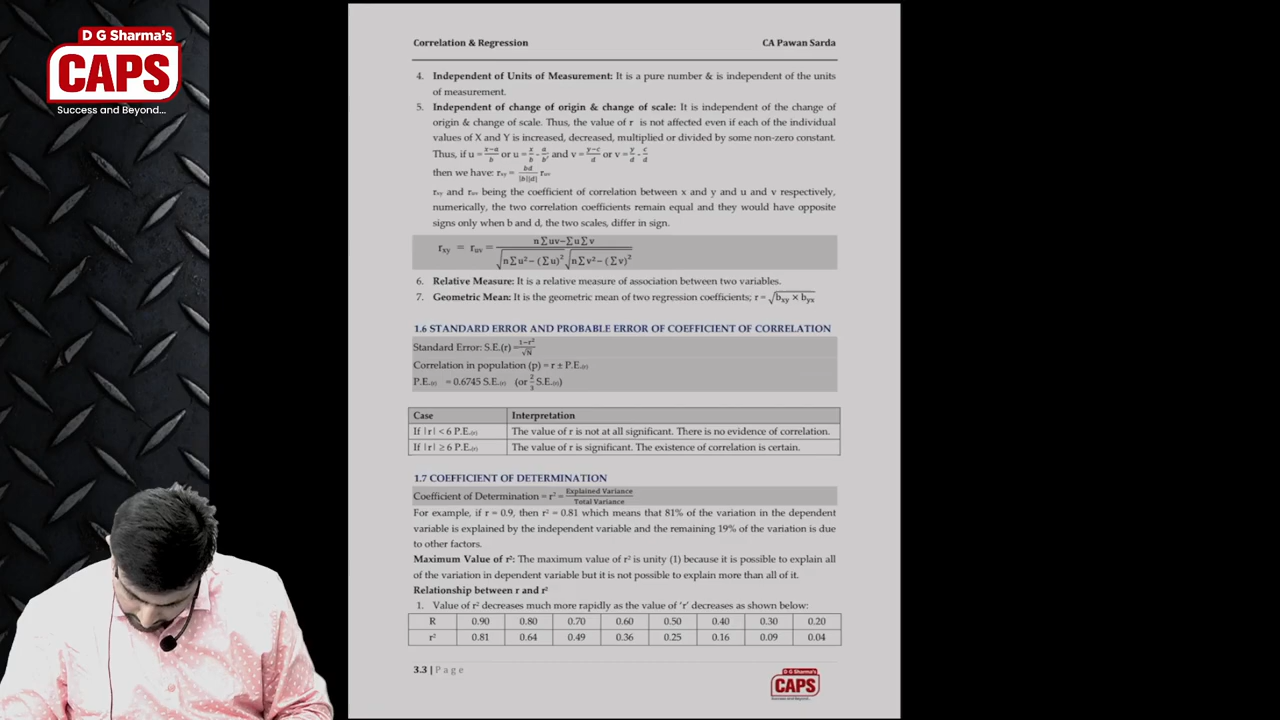 D G Sharma's
CAPS
Success and Beyond...
Correlation & Regression CA Pawan Sarda
4. Independent of Units of Measurement: It is a pure number & is independent of the units
of measurement.
5. Independent of change of origin & change of scale: It is independent of the change of
origin & change of scale. Thus, the value of r is not affected even if each of the individual
values of X and Y is increased, decreased, multiplied or divided by some non-zero constant.
Thus, if u = (x−a)/b or u = x/b - a/b, and v = (y−c)/d or v = y/d - c/d
then we have: rxy = bd/(|b||d|) ruv
rxy and ruv being the coefficient of correlation between x and y and u and v respectively,
numerically, the two correlation coefficients remain equal and they would have opposite
signs only when b and d, the two scales, differ in sign.
rxy = ruv = (n∑uv−∑u∑v)/(√(n∑u²−(∑u)²) √(n∑v²−(∑v)²))
6. Relative Measure: It is a relative measure of association between two variables.
7. Geometric Mean: It is the geometric mean of two regression coefficients; r = √(bxy × byx)
1.6 STANDARD ERROR AND PROBABLE ERROR OF COEFFICIENT OF CORRELATION
Standard Error: S.E.(r) = (1−r²)/√N
Correlation in population (p) = r ± P.E.(r)
P.E.(r) = 0.6745 S.E.(r) (or 2/3 S.E.(r))
Case Interpretation
If |r| < 6 P.E.(r) The value of r is not at all significant. There is no evidence of correlation.
If |r| ≥ 6 P.E.(r) The value of r is significant. The existence of correlation is certain.
1.7 COEFFICIENT OF DETERMINATION
Coefficient of Determination = r² = Explained Variance/Total Variance
For example, if r = 0.9, then r² = 0.81 which means that 81% of the variation in the dependent
variable is explained by the independent variable and the remaining 19% of the variation is due
to other factors.
Maximum Value of r²: The maximum value of r² is unity (1) because it is possible to explain all
of the variation in dependent variable but it is not possible to explain more than all of it.
Relationship between r and r²
1. Value of r² decreases much more rapidly as the value of 'r' decreases as shown below:
R 0.90 0.80 0.70 0.60 0.50 0.40 0.30 0.20
r² 0.81 0.64 0.49 0.36 0.25 0.16 0.09 0.04
3.3 | Page
D G Sharma's
CAPS
Success and Beyond...